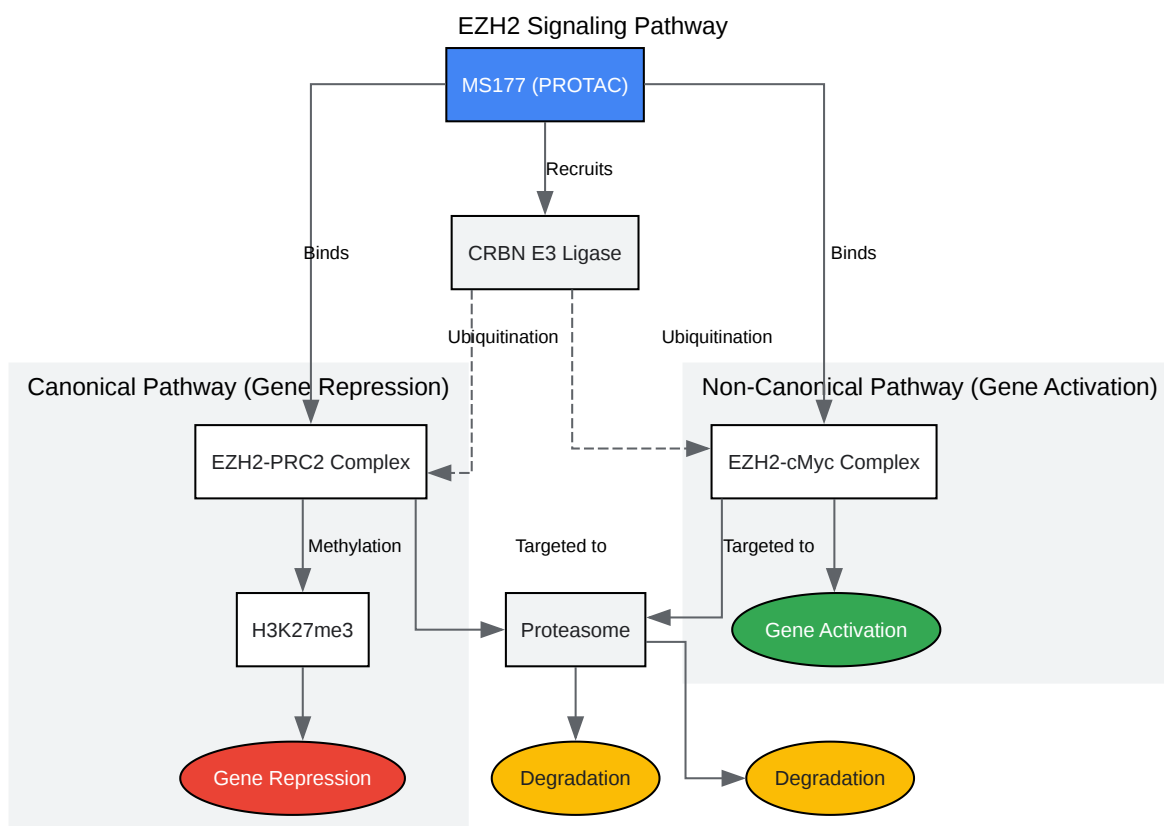 EZH2 Signaling Pathway
MS177 (PROTAC)
Recruits
Binds
CRBN E3 Ligase
Binds
Ubiquitination
Ubiquitination
Canonical Pathway (Gene Repression)
Non-Canonical Pathway (Gene Activation)
EZH2-PRC2 Complex
EZH2-cMyc Complex
Methylation
Targeted to
Targeted to
H3K27me3
Proteasome
Gene Activation
Gene Repression
Degradation
Degradation